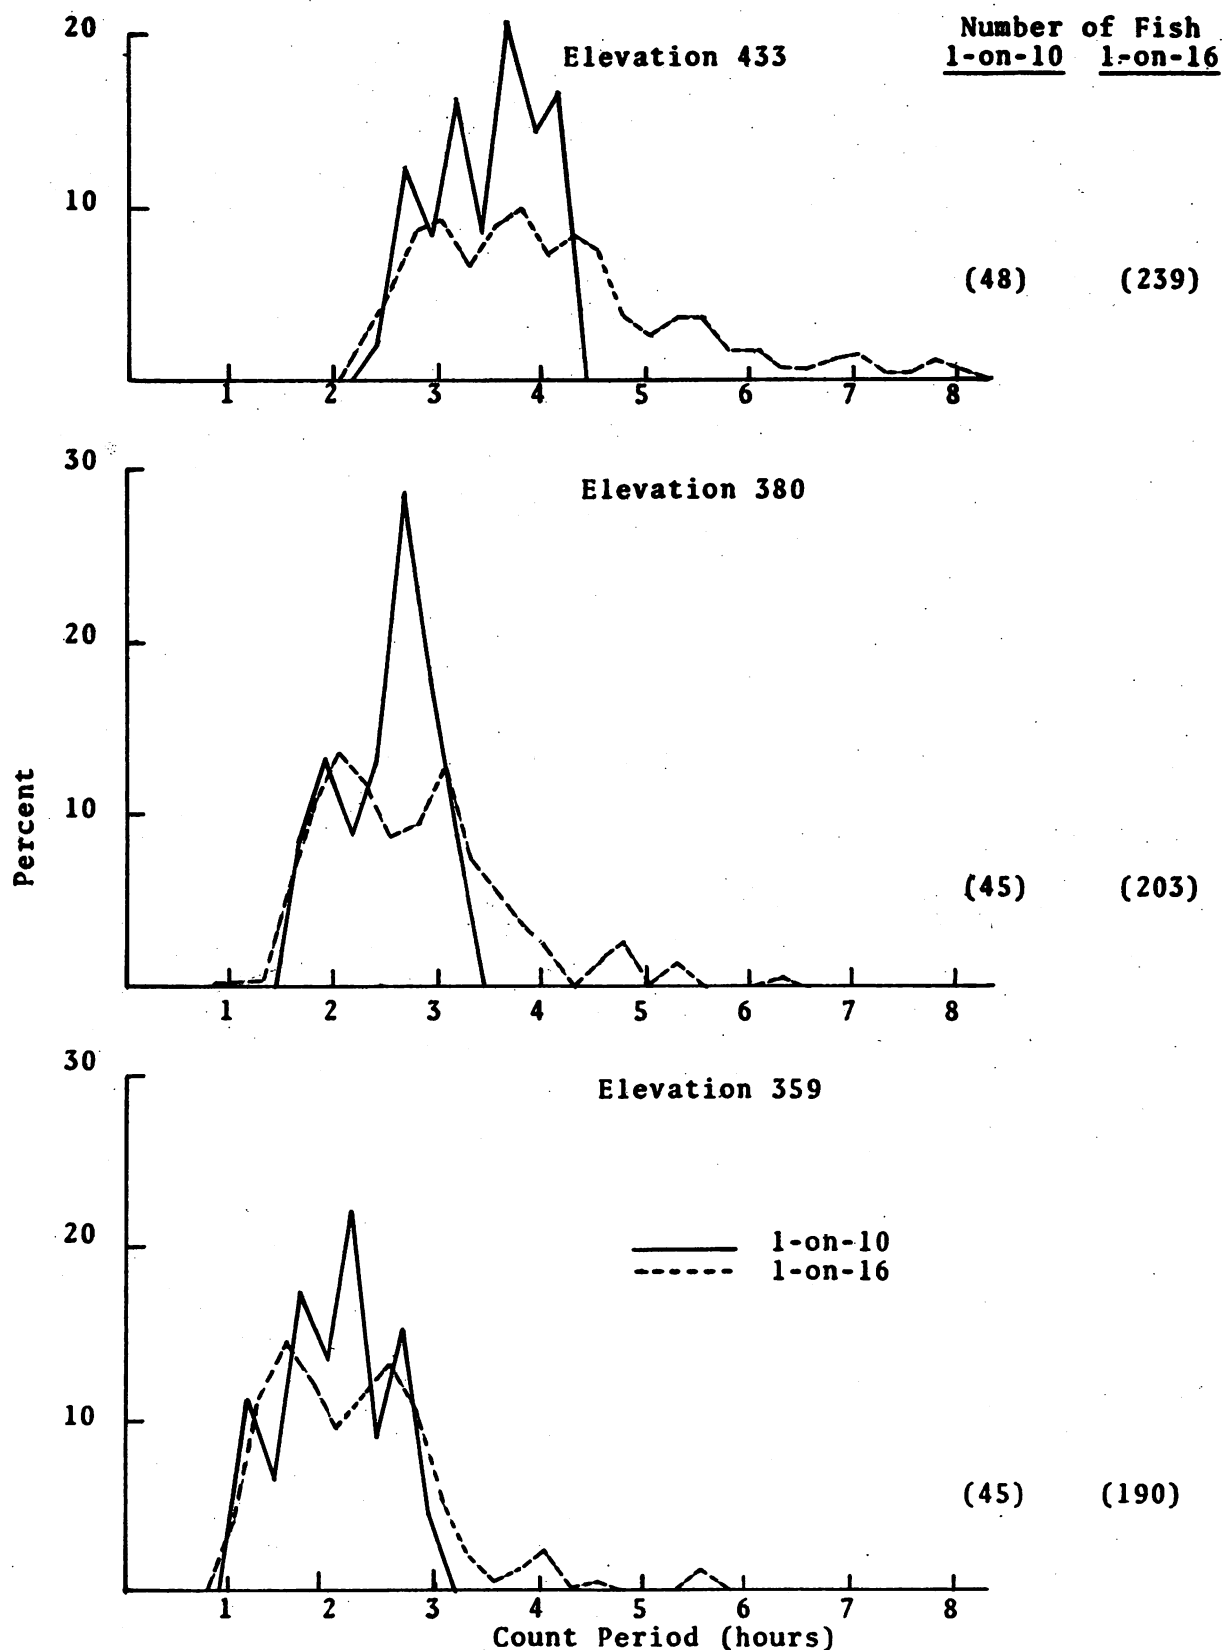 Number of Fish
1-on-10 1-on-16
20
Elevation 433
10
(48) (239)
1 2 3 4 5 6 7 8
30
Elevation 380
20
Percent
10
(45) (203)
1 2 3 4 5 6 7 8
30
Elevation 359
20
1-on-10
1-on-16
10
(45) (190)
1 2 3 4 5 6 7 8
Count Period (hours)